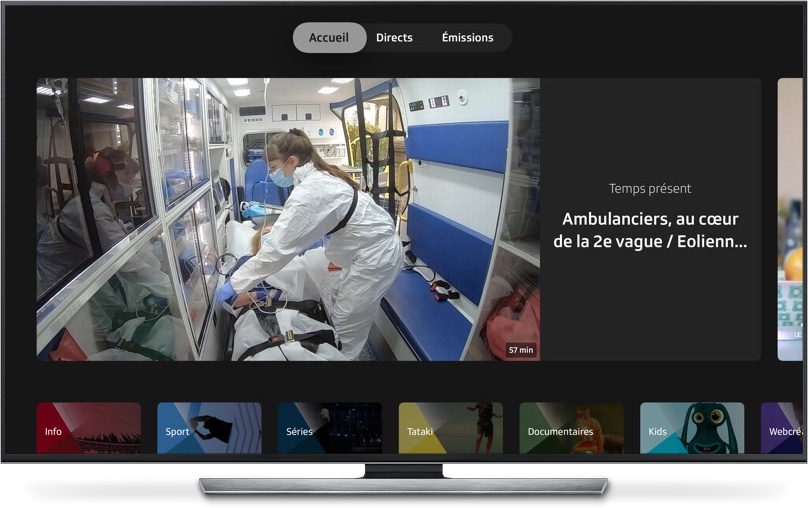 Accueil Directs Émissions
Temps présent
Ambulanciers, au cœur
de la 2e vague / Eolienn...
57 min
Info Sport Séries Tataki Documentaires Kids Webcré